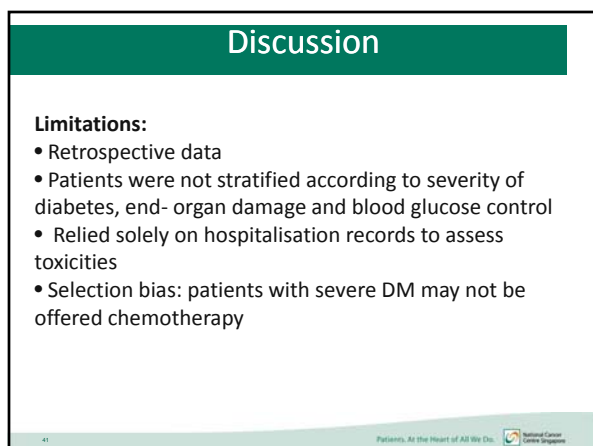 Discussion
Limitations:
• Retrospective data
• Patients were not stratified according to severity of
diabetes, end- organ damage and blood glucose control
• Relied solely on hospitalisation records to assess
toxicities
• Selection bias: patients with severe DM may not be
offered chemotherapy
41
Patients. At the Heart of All We Do.
National Cancer
Centre Singapore